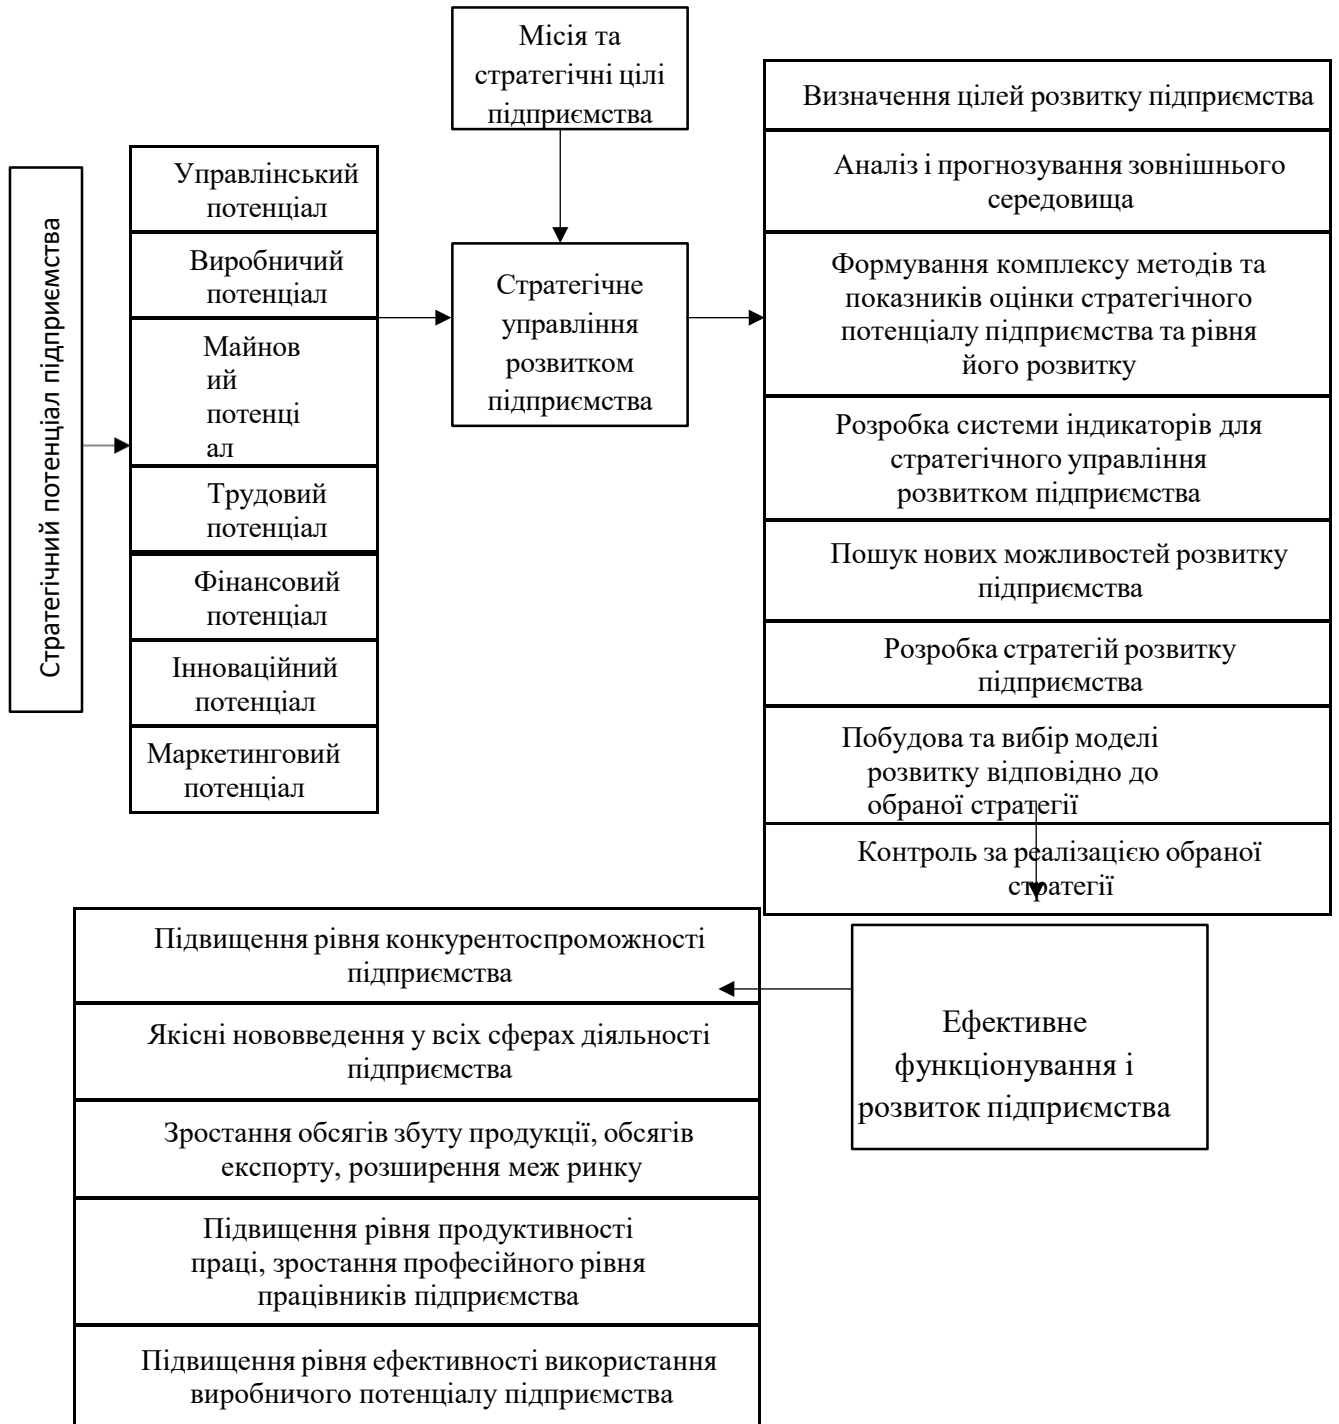 Місія та
стратегічні цілі
підприємства
Стратегічний потенціал підприємства
Управлінський
потенціал
Виробничий
потенціал
Майнов
ий
потенці
ал
Трудовий
потенціал
Фінансовий
потенціал
Інноваційний
потенціал
Маркетинговий
потенціал
Стратегічне
управління
розвитком
підприємства
Визначення цілей розвитку підприємства
Аналіз і прогнозування зовнішнього
середовища
Формування комплексу методів та
показників оцінки стратегічного
потенціалу підприємства та рівня
його розвитку
Розробка системи індикаторів для
стратегічного управління
розвитком підприємства
Пошук нових можливостей розвитку
підприємства
Розробка стратегій розвитку
підприємства
Побудова та вибір моделі
розвитку відповідно до
обраної стратегії
Контроль за реалізацією обраної
стратегії
Ефективне
функціонування і
розвиток підприємства
Підвищення рівня конкурентоспроможності
підприємства
Якісні нововведення у всіх сферах діяльності
підприємства
Зростання обсягів збуту продукції, обсягів
експорту, розширення меж ринку
Підвищення рівня продуктивності
праці, зростання професійного рівня
працівників підприємства
Підвищення рівня ефективності використання
виробничого потенціалу підприємства